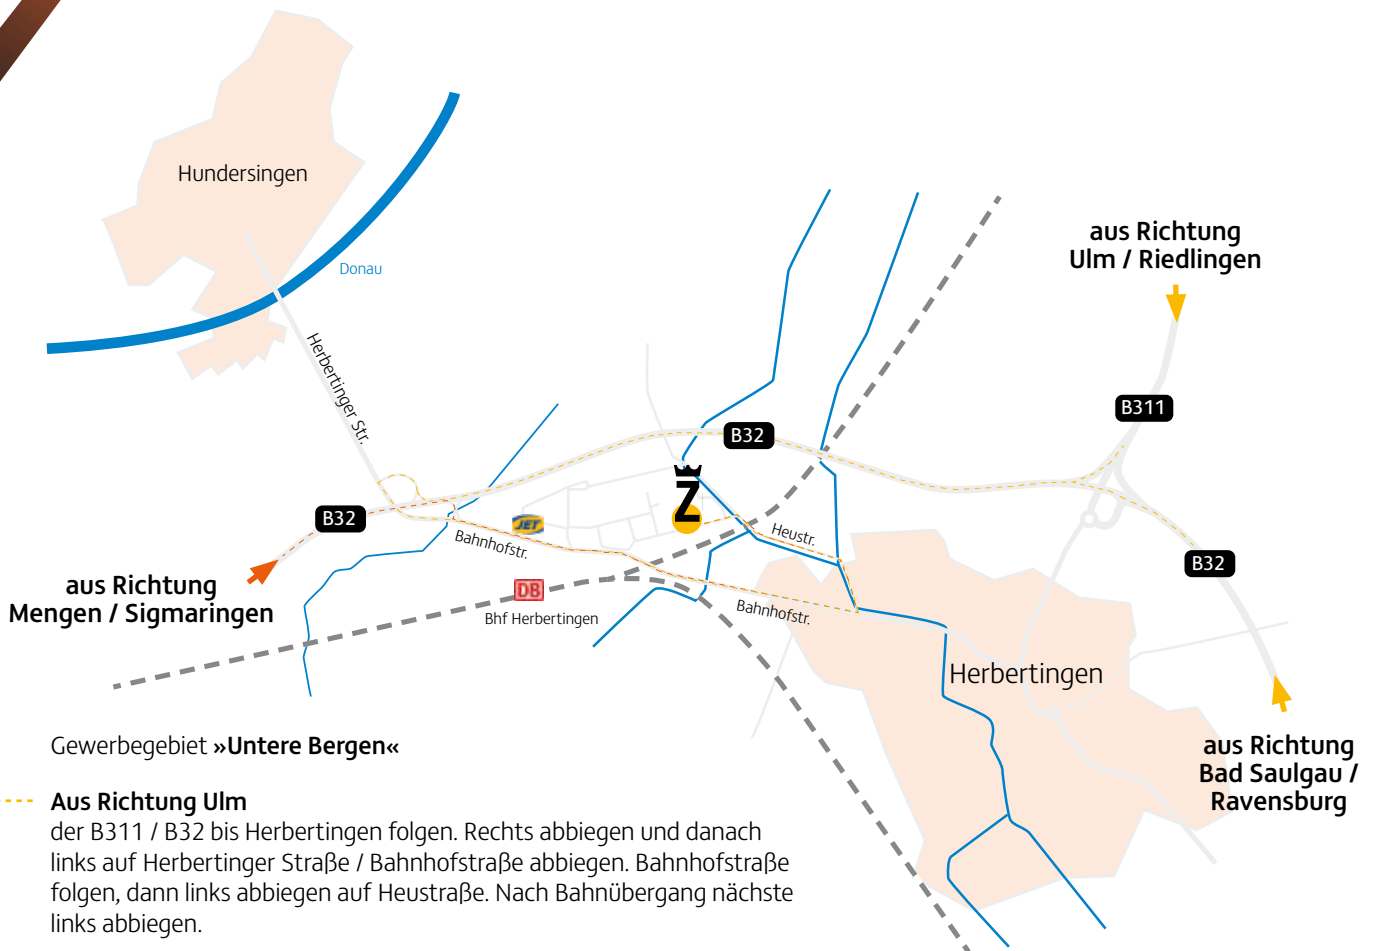 Hundersingen
Donau
aus Richtung
Ulm / Riedlingen
Herbertinger Str.
B311
B32
B32
Z
JET
Heustr.
Bahnhofstr.
B32
aus Richtung
Mengen / Sigmaringen
DB
Bhf Herbertingen
Bahnhofstr.
Herbertingen
aus Richtung
Bad Saulgau /
Ravensburg
Gewerbegebiet »Untere Bergen«
Aus Richtung Ulm
der B311 / B32 bis Herbertingen folgen. Rechts abbiegen und danach
links auf Herbertinger Straße / Bahnhofstraße abbiegen. Bahnhofstraße
folgen, dann links abbiegen auf Heustraße. Nach Bahnübergang nächste
links abbiegen.